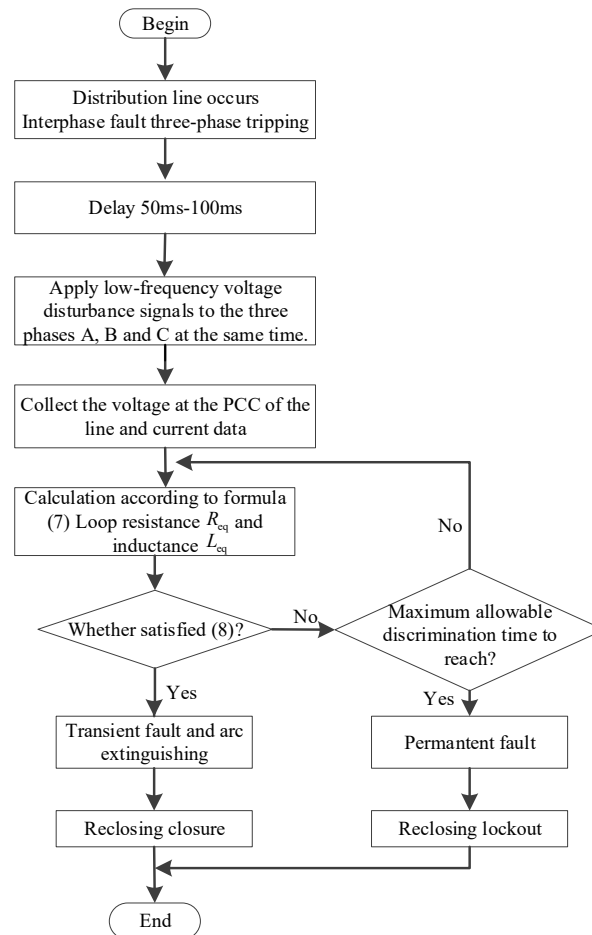 Begin
Distribution line occurs
Interphase fault three-phase tripping
Delay 50ms-100ms
Apply low-frequency voltage
disturbance signals to the three
phases A, B and C at the same time.
Collect the voltage at the PCC of the
line and current data
Calculation according to formula
(7) Loop resistance R_eq and
inductance L_eq
No
Whether satisfied (8)?
No
Maximum allowable
discrimination time to
reach?
Yes
Yes
Transient fault and arc
extinguishing
Permantent fault
Reclosing closure
Reclosing lockout
End